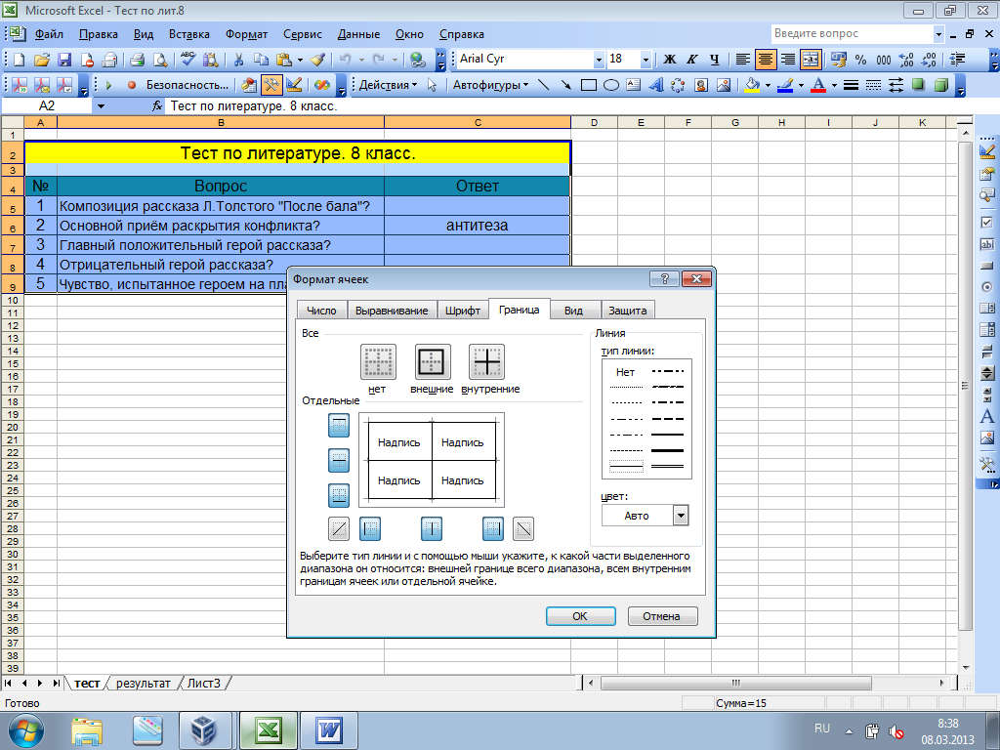 Microsoft Excel - Тест по лит.8
Файл Правка Вид Вставка Формат Сервис Данные Окно Справка Введите вопрос
Arial Cyr 18 Ж К Ч % 000
Безопасность... Действия Автофигуры
A2 fx Тест по литературе. 8 класс.
A B C D E F G H I J K
1
2 Тест по литературе. 8 класс.
3
4 № Вопрос Ответ
5 1 Композиция рассказа Л.Толстого "После бала"?
6 2 Основной приём раскрытия конфликта? антитеза
7 3 Главный положительный герой рассказа?
8 4 Отрицательный герой рассказа?
9 5 Чувство, испытанное героем на пла
10
11
12
13
14
15
16
17
18
19
20
21
22
23
24
25
26
27
28
29
30
31
32
33
34
35
36
37
38
39
Формат ячеек
Число Выравнивание Шрифт Граница Вид Защита
Все
нет внешние внутренние
Отдельные
Надпись Надпись
Надпись Надпись
Линия
тип линии:
Нет
цвет:
Авто
Выберите тип линии и с помощью мыши укажите, к какой части выделенного
диапазона он относится: внешней границе всего диапазона, всем внутренним
границам ячеек или отдельной ячейке.
ОК Отмена
тест результат Лист3
Готово Сумма=15
RU 8:38
08.03.2013